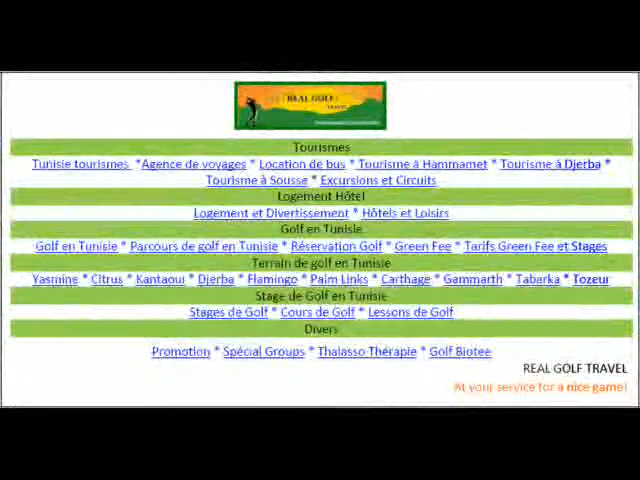 REAL GOLF
TRAVEL
Tourismes
Tunisie tourismes *Agence de voyages * Location de bus * Tourisme à Hammamet * Tourisme à Djerba *
Tourisme à Sousse * Excursions et Circuits
Logement Hôtel
Logement et Divertissement * Hôtels et Loisirs
Golf en Tunisie
Golf en Tunisie * Parcours de golf en Tunisie * Réservation Golf * Green Fee * Tarifs Green Fee et Stages
Terrain de golf en Tunisie
Yasmine * Citrus * Kantaoui * Djerba * Flamingo * Palm Links * Carthage * Gammarth * Tabarka * Tozeur
Stage de Golf en Tunisie
Stages de Golf * Cours de Golf * Lessons de Golf
Divers
Promotion * Spécial Groups * Thalasso Thérapie * Golf Biotee
REAL GOLF TRAVEL
At your service for a nice game!